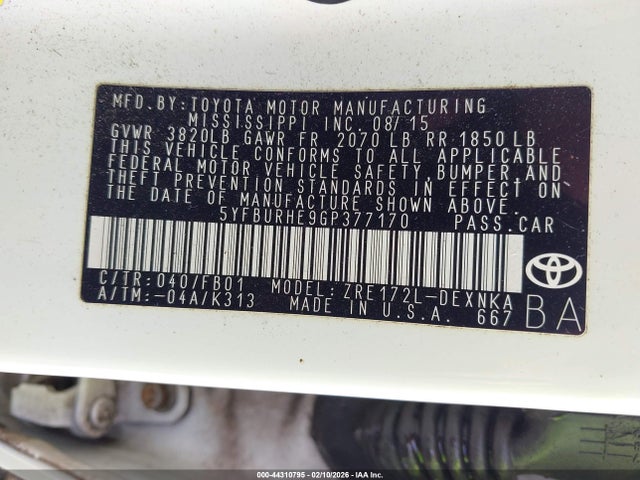 MFD.BY:TOYOTA MOTOR MANUFACTURING
MISSISSIPPI INC. 08/15
GVWR 3820LB GAWR FR 2070 LB RR 1850 LB
THIS VEHICLE CONFORMS TO ALL APPLICABLE
FEDERAL MOTOR VEHICLE SAFETY, BUMPER, AND
THEFT PREVENTION STANDARDS IN EFFECT ON
THE DATE OF MANUFACTURE SHOWN ABOVE.
5YFBURHE9GP377170 PASS.CAR
C/TR: 040/FB01 MODEL: ZRE172L-DEXNKA
A/TM:-04A/K313 MADE IN U.S.A. 667
BA
000-44310795 - 02/10/2026 - IAA Inc.